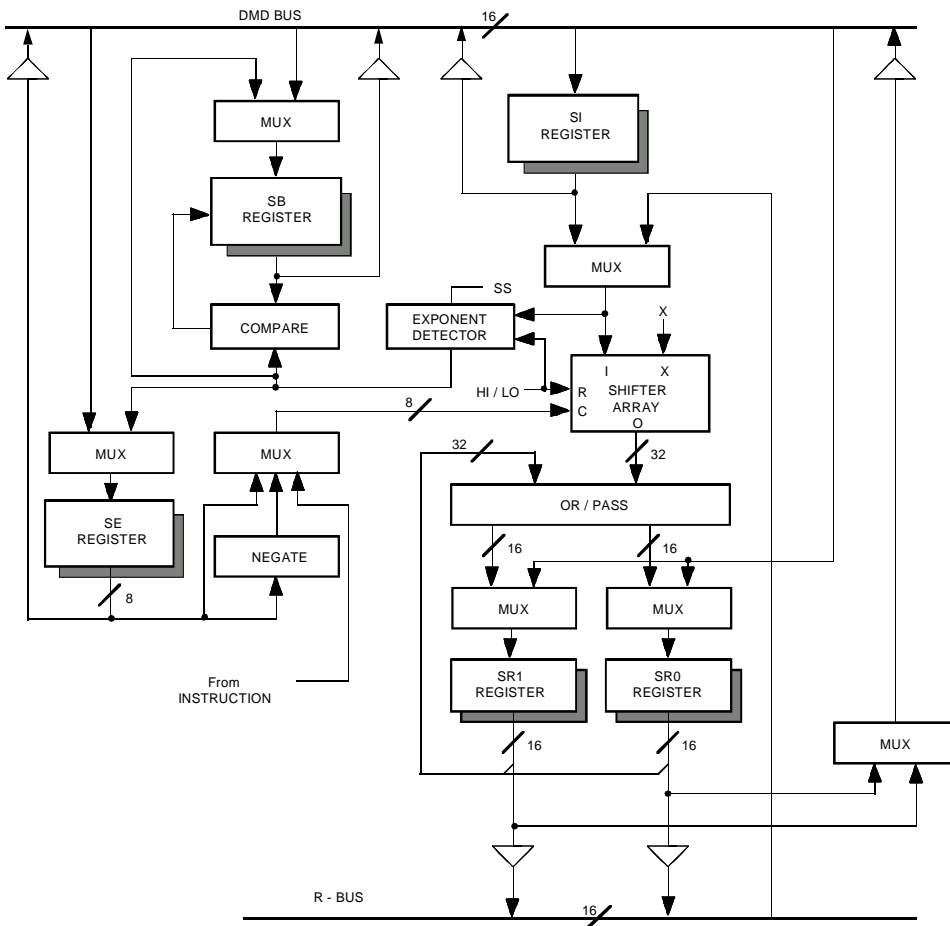 DMD BUS
16
MUX
SI
REGISTER
SB
REGISTER
MUX
SS
COMPARE
EXPONENT
DETECTOR
X
I
X
HI / LO
R
SHIFTER
8
C
ARRAY
O
MUX
MUX
32
32
OR / PASS
SE
REGISTER
NEGATE
16
16
8
MUX
MUX
From
INSTRUCTION
SR1
REGISTER
SR0
REGISTER
16
16
MUX
R - BUS
16